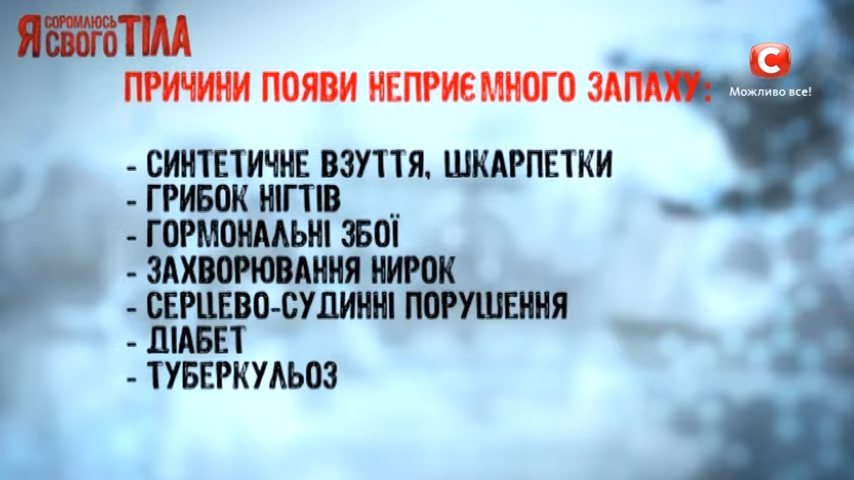 Я СОРОМЛЮСЬ СВОГО ТІЛА
С
Можливо все!
ПРИЧИНИ ПОЯВИ НЕПРИЄМНОГО ЗАПАХУ:
- СИНТЕТИЧНЕ ВЗУТТЯ, ШКАРПЕТКИ
- ГРИБОК НІГТІВ
- ГОРМОНАЛЬНІ ЗБОЇ
- ЗАХВОРЮВАННЯ НИРОК
- СЕРЦЕВО-СУДИННІ ПОРУШЕННЯ
- ДІАБЕТ
- ТУБЕРКУЛЬОЗ